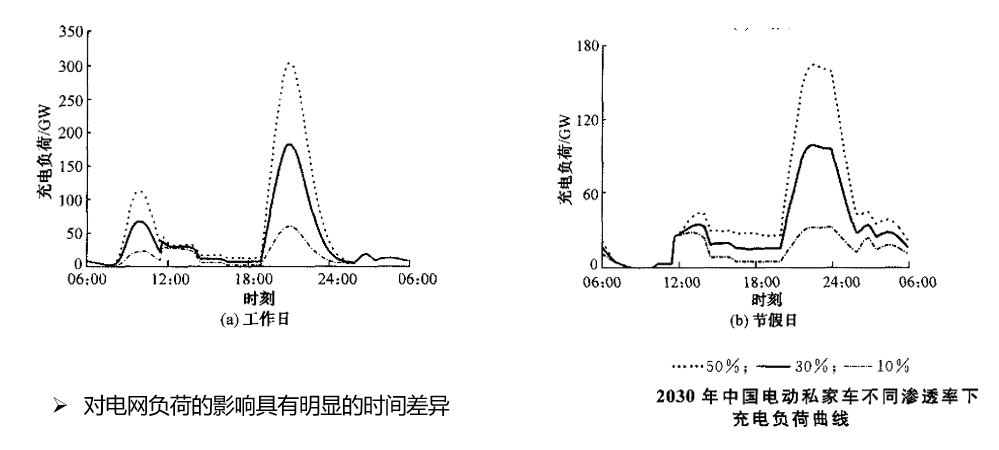 350
300
250
200
150
100
50
0
充电负荷/GW
06:00 12:00 18:00 24:00 06:00
时刻
(a) 工作日
180
120
60
0
充电负荷/GW
06:00 12:00 18:00 24:00 06:00
时刻
(b) 节假日
50%; 30%; 10%
2030 年中国电动私家车不同渗透率下
充电负荷曲线
➢ 对电网负荷的影响具有明显的时间差异